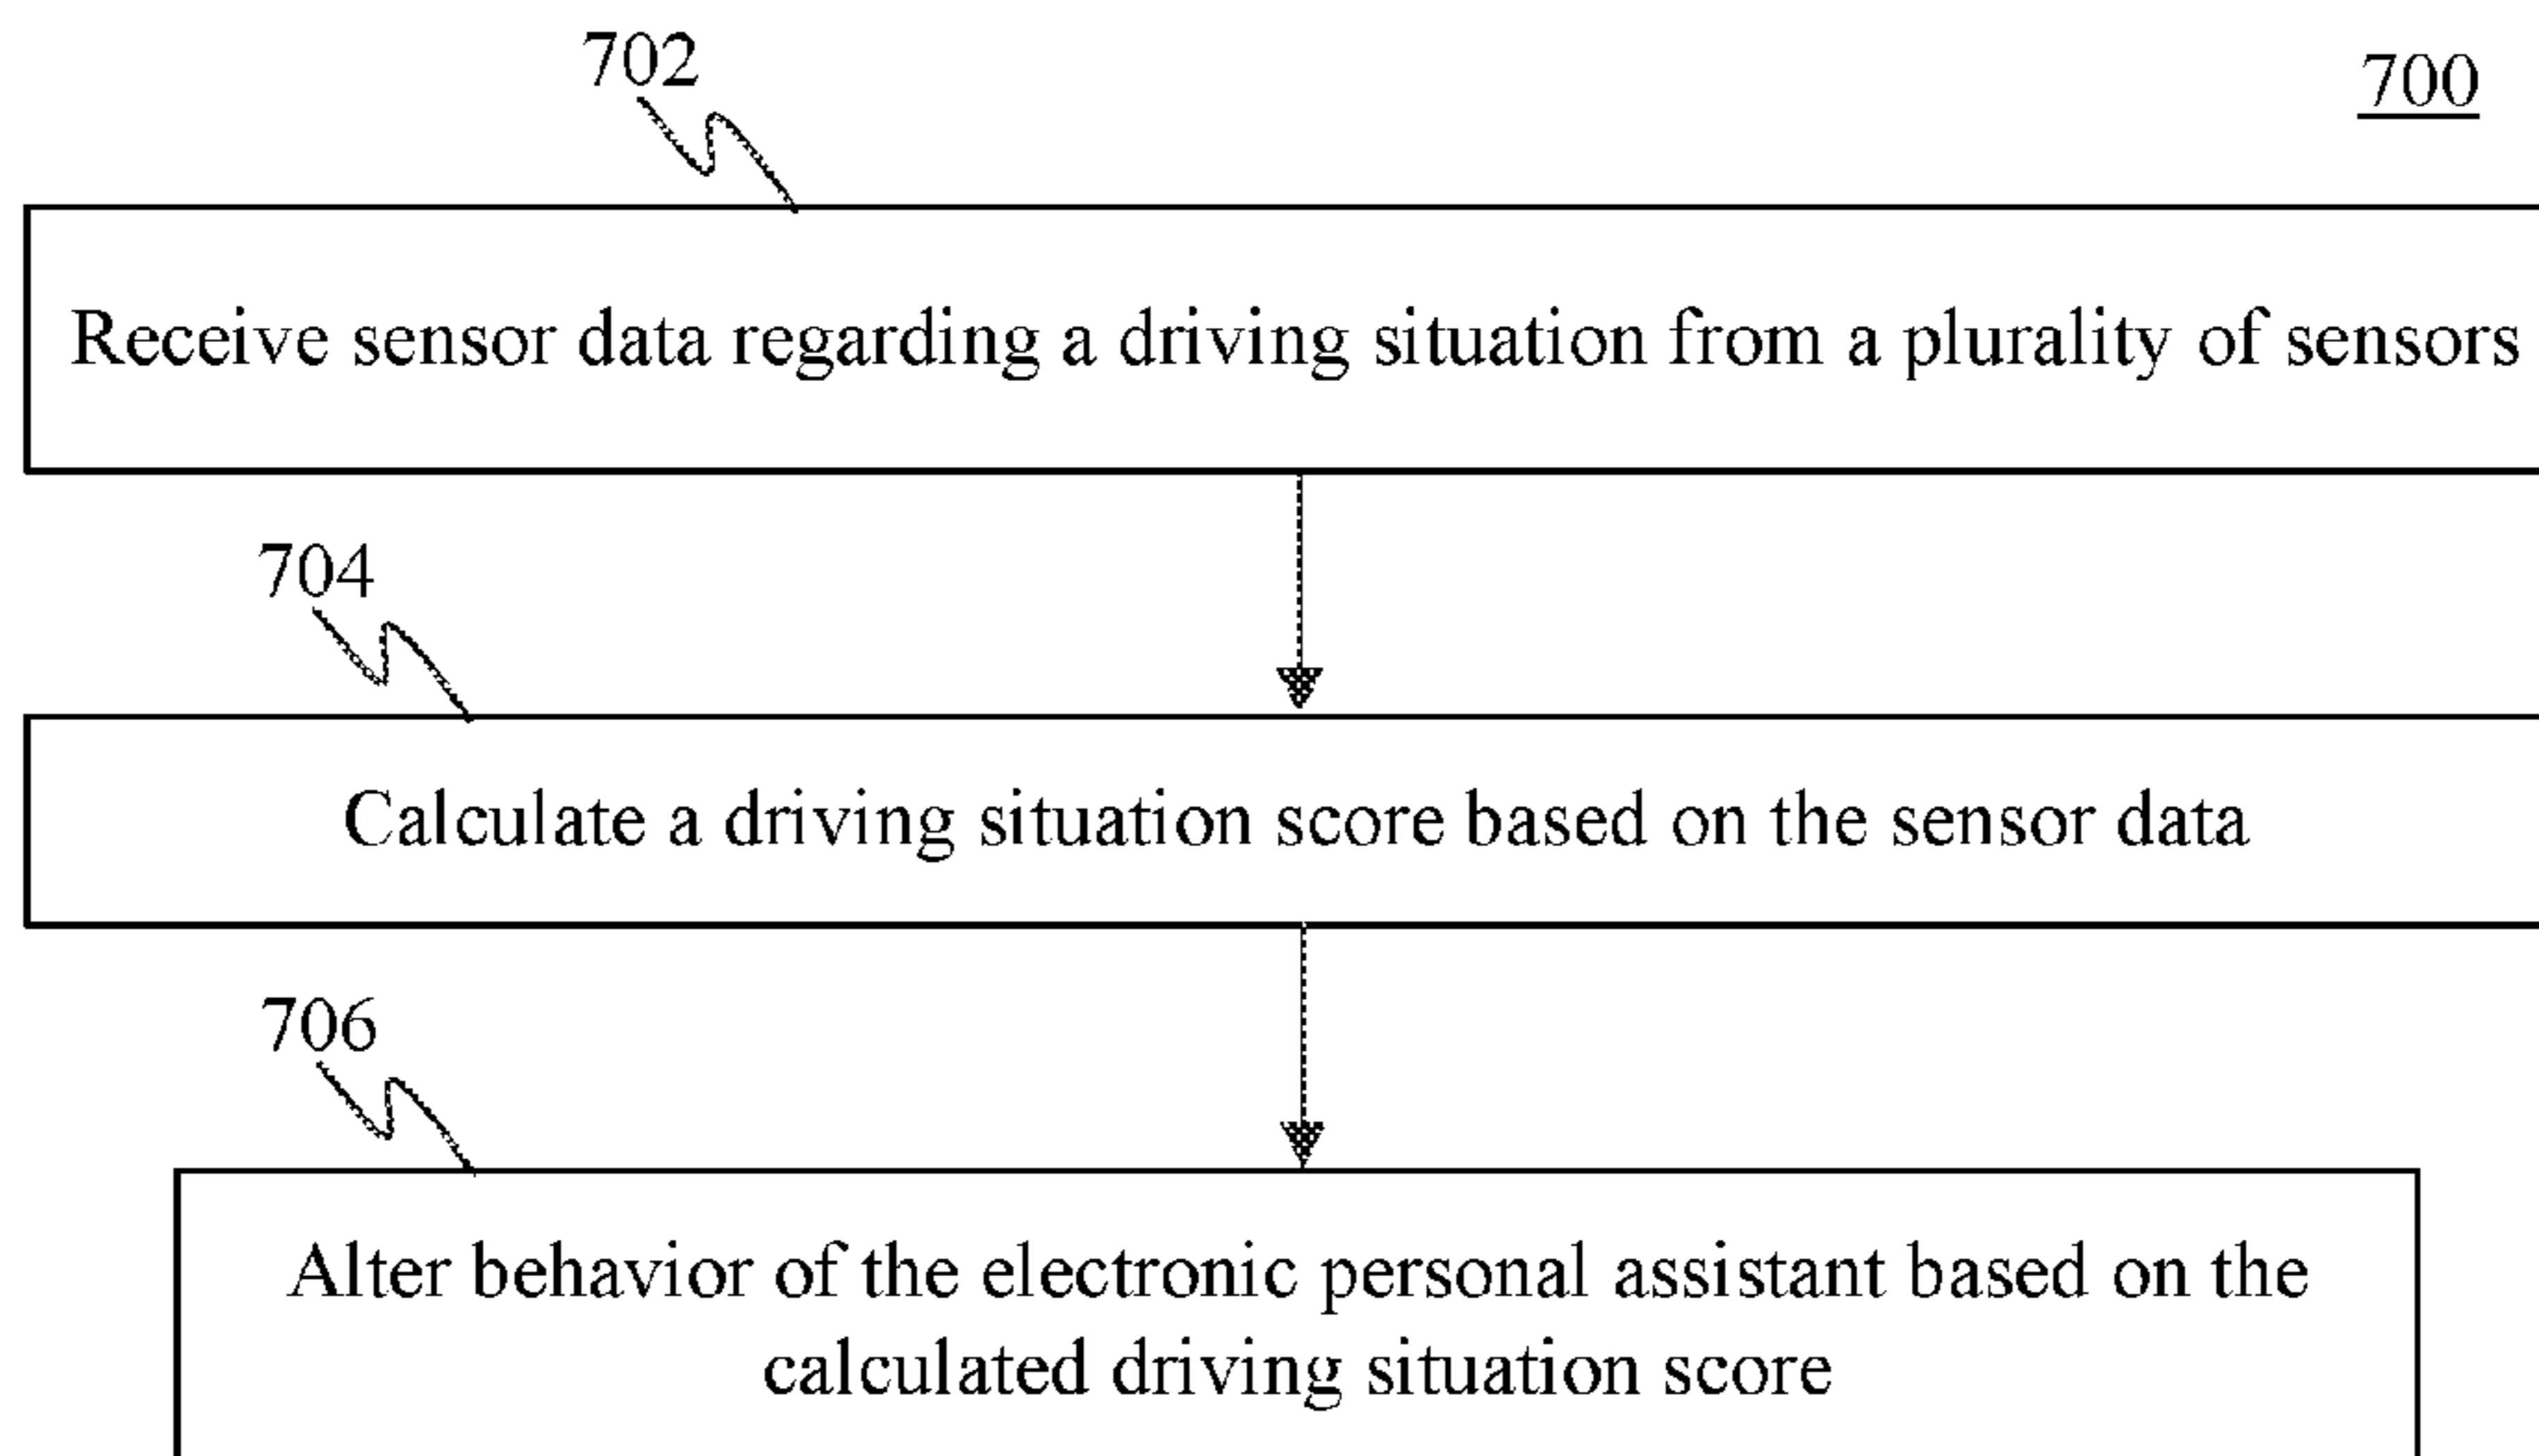 702
700
Receive sensor data regarding a driving situation from a plurality of sensors
704
Calculate a driving situation score based on the sensor data
706
Alter behavior of the electronic personal assistant based on the
calculated driving situation score